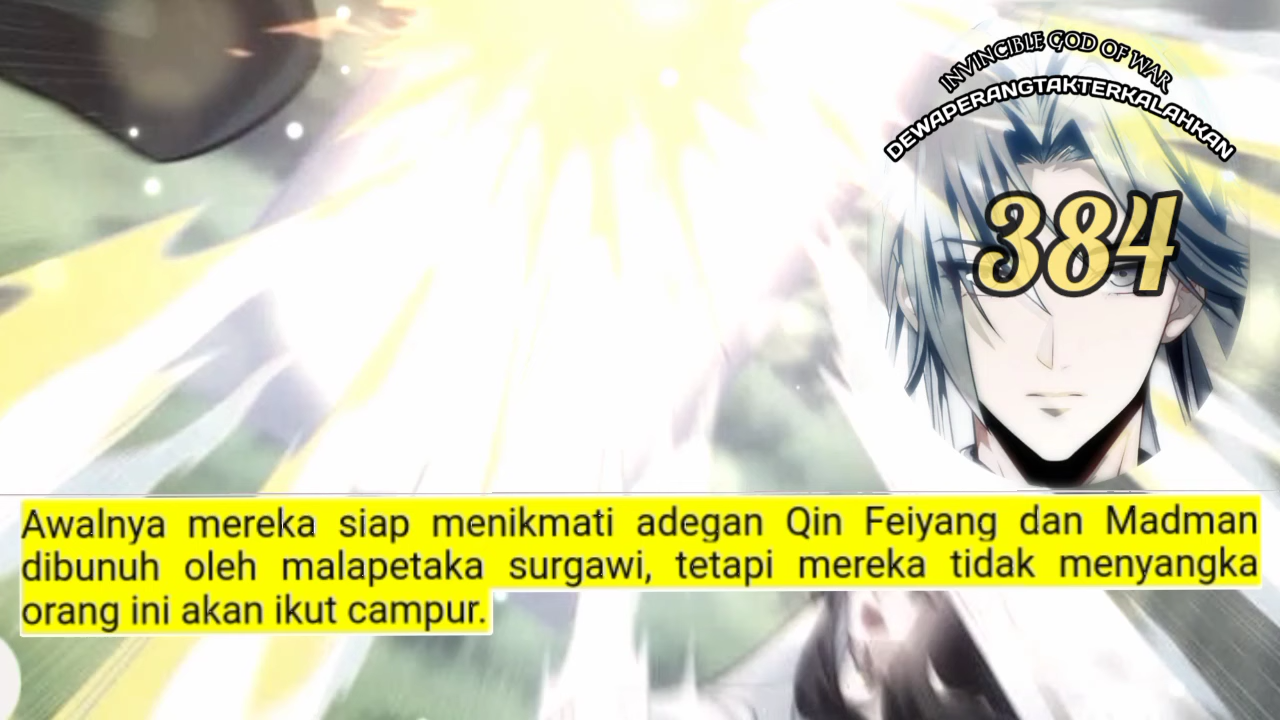 INVINCIBLE GOD OF WAR
DEWAPERANGTAKTERKALAHKAN
384
Awalnya mereka siap menikmati adegan Qin Feiyang dan Madman
dibunuh oleh malapetaka surgawi, tetapi mereka tidak menyangka
orang ini akan ikut campur.